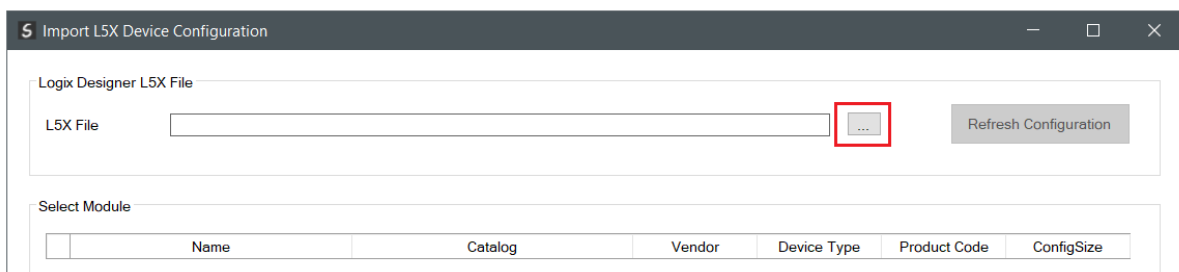 S Import L5X Device Configuration
Logix Designer L5X File
L5X File ... Refresh Configuration
Select Module
Name Catalog Vendor Device Type Product Code ConfigSize